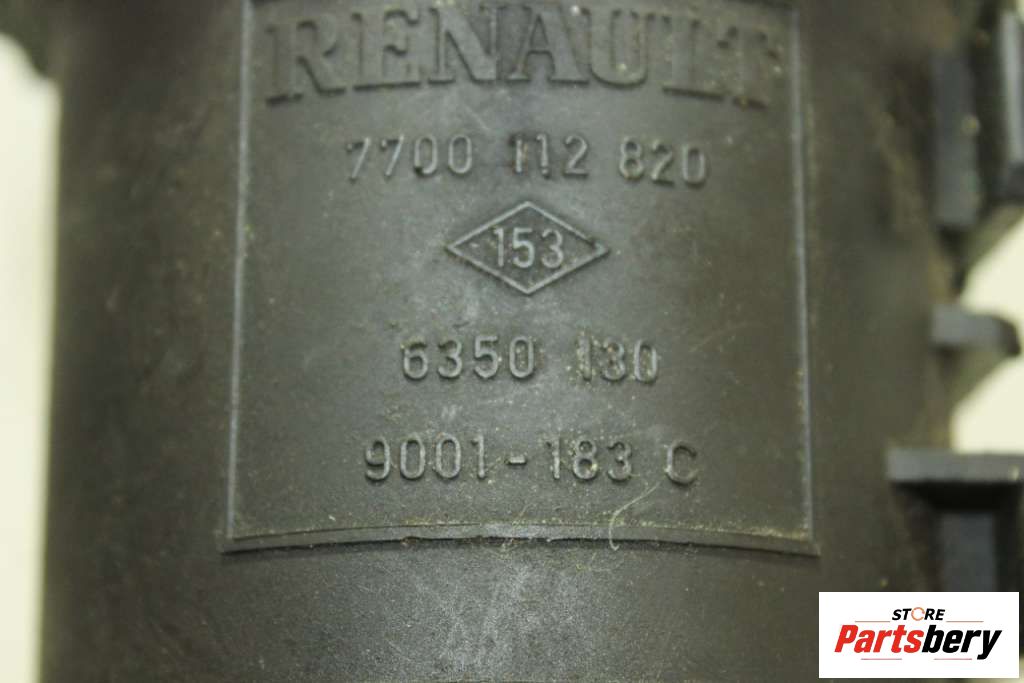 RENAULT
7700 112 820
153
6350 130
9001-183 C
STORE
Partsbery